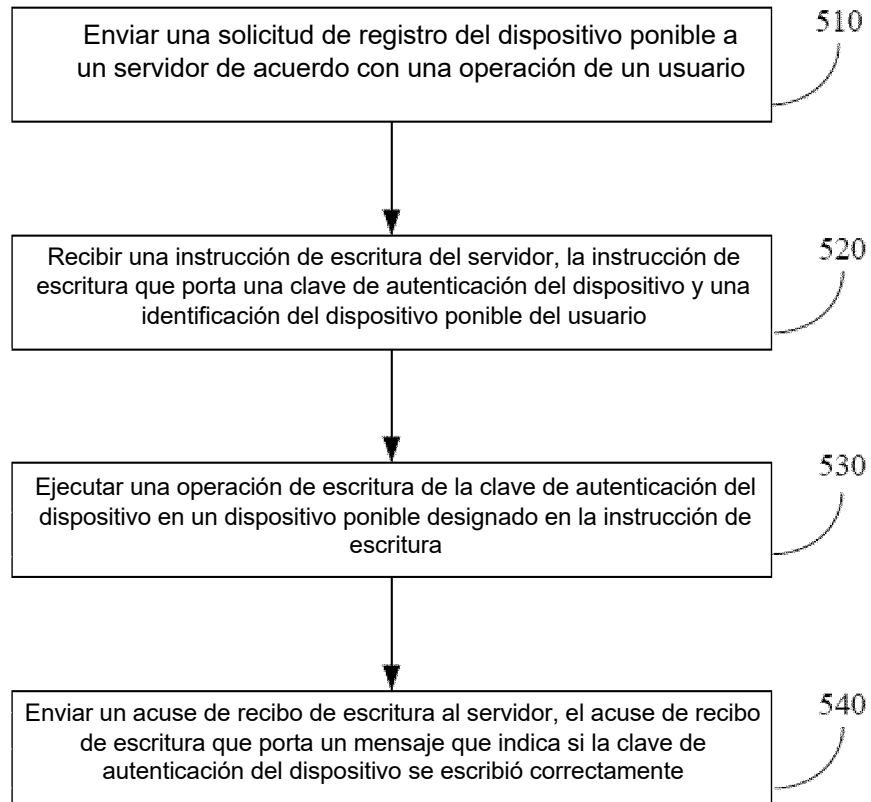 Enviar una solicitud de registro del dispositivo ponible a
un servidor de acuerdo con una operación de un usuario
510
Recibir una instrucción de escritura del servidor, la instrucción de
escritura que porta una clave de autenticación del dispositivo y una
identificación del dispositivo ponible del usuario
520
Ejecutar una operación de escritura de la clave de autenticación del
dispositivo en un dispositivo ponible designado en la instrucción de
escritura
530
Enviar un acuse de recibo de escritura al servidor, el acuse de recibo
de escritura que porta un mensaje que indica si la clave de
autenticación del dispositivo se escribió correctamente
540